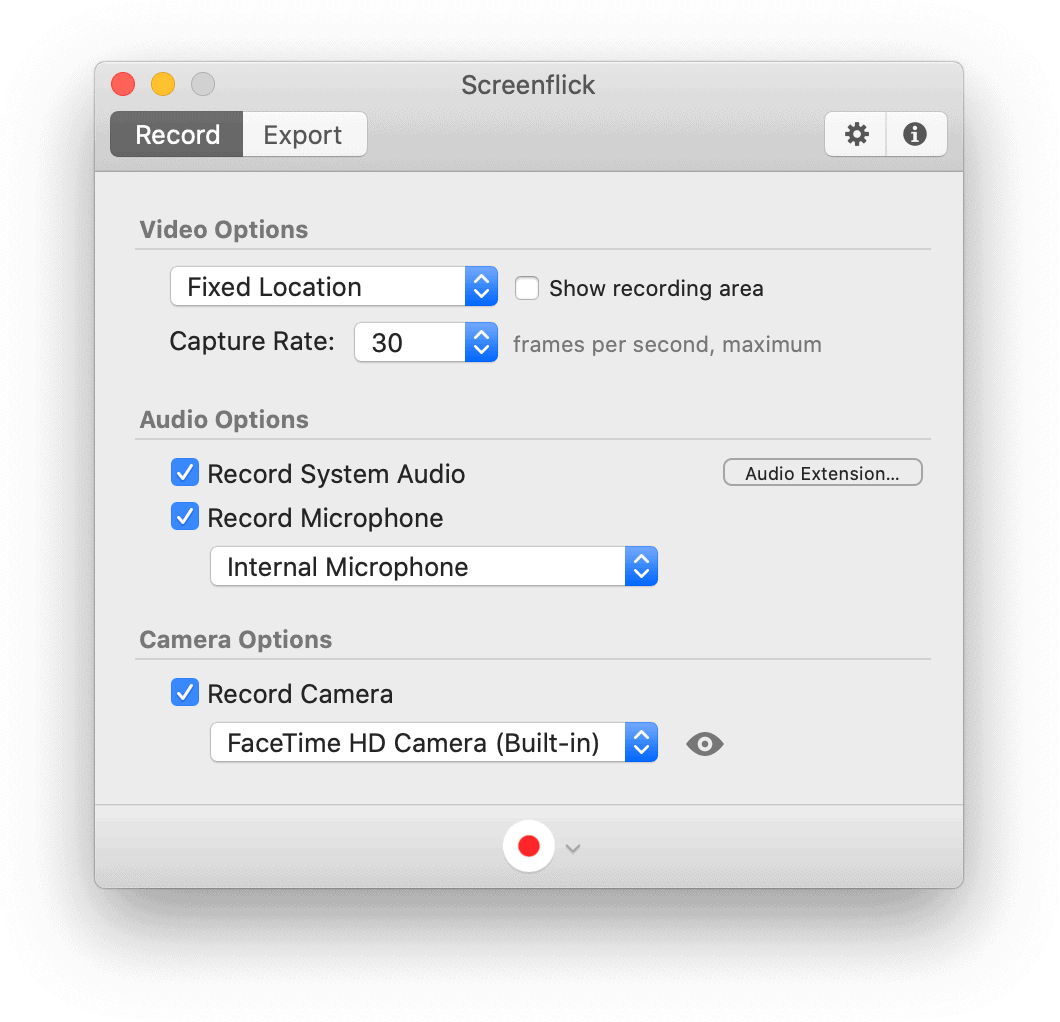 Screenflick
Record Export
Video Options
Fixed Location Show recording area
Capture Rate: 30 frames per second, maximum
Audio Options
Record System Audio Audio Extension...
Record Microphone
Internal Microphone
Camera Options
Record Camera
FaceTime HD Camera (Built-in)